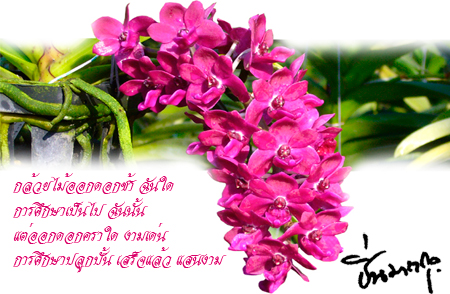 กล้วยไม้ออกดอกช้า ฉันใด
การศึกษาเป็นไป ฉันนั้น
แต่ออกดอกคราใด งามเด่น
การศึกษาปลูกปั้น เสร็จแล้ว แสนงาม